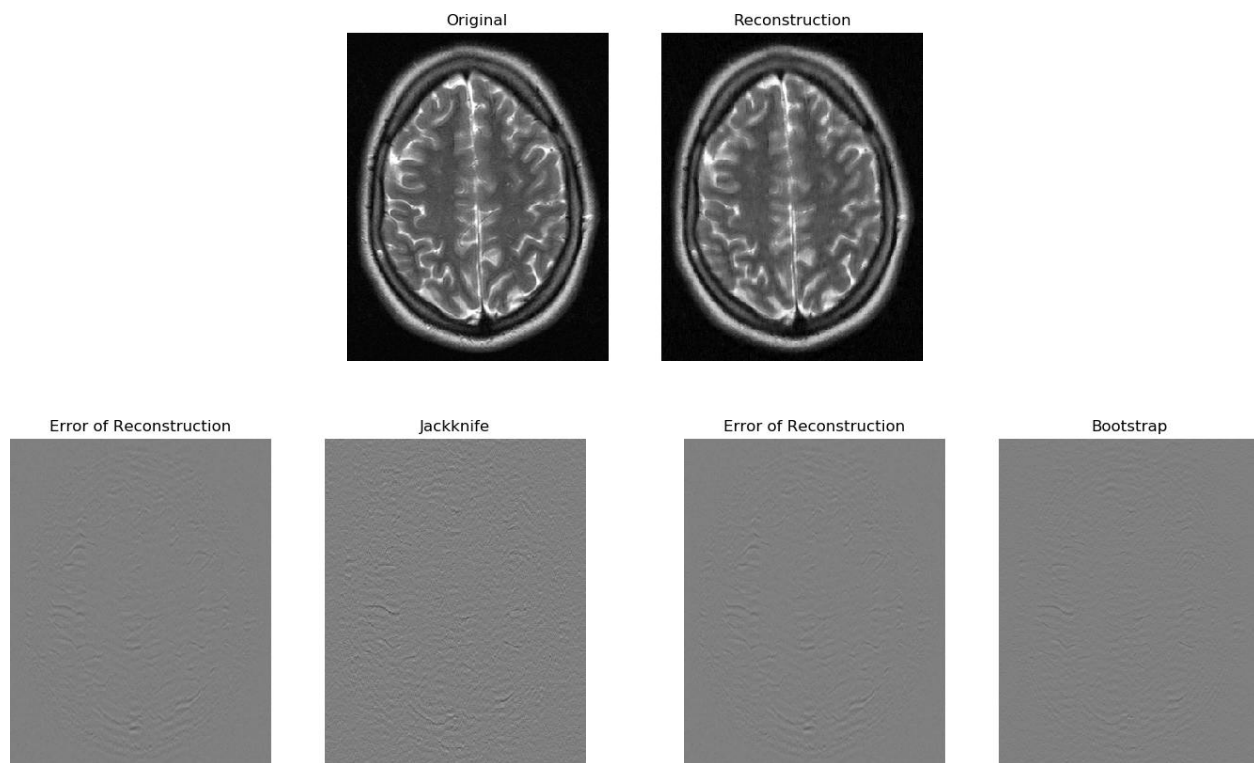 Original
Reconstruction
Error of Reconstruction
Jackknife
Error of Reconstruction
Bootstrap